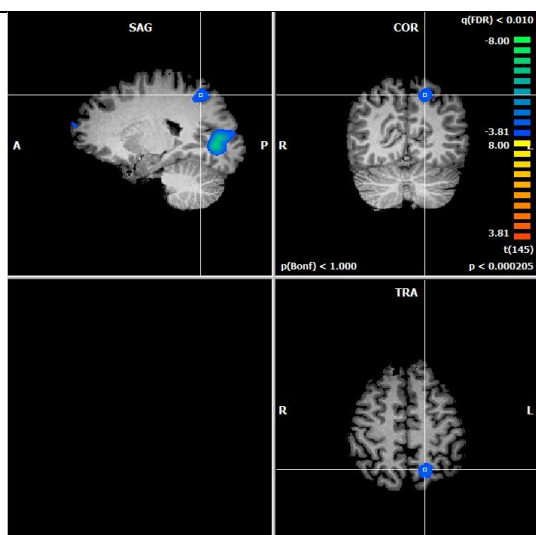 SAG
A
P
COR
R
L
q(FDR) < 0.010
-8.00
-3.81
8.00
3.81
t(145)
p(Bonf) < 1.000
p < 0.000205
TRA
R
L